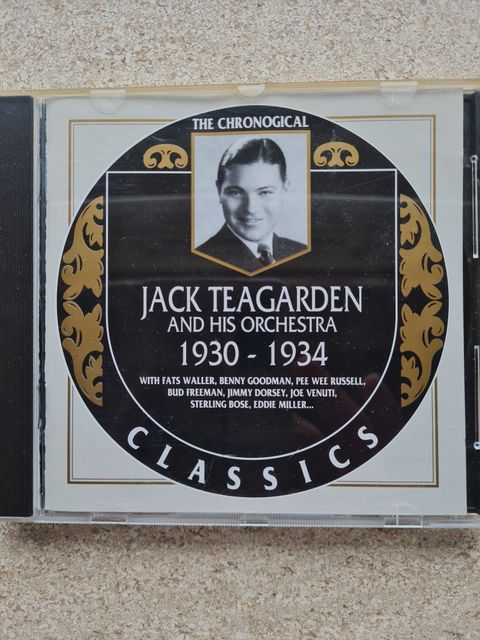 THE CHRONOGICAL
JACK TEAGARDEN
AND HIS ORCHESTRA
1930 - 1934
WITH FATS WALLER, BENNY GOODMAN, PEE WEE RUSSELL,
BUD FREEMAN, JIMMY DORSEY, JOE VENUTI,
STERLING BOSE, EDDIE MILLER...
CLASSICS